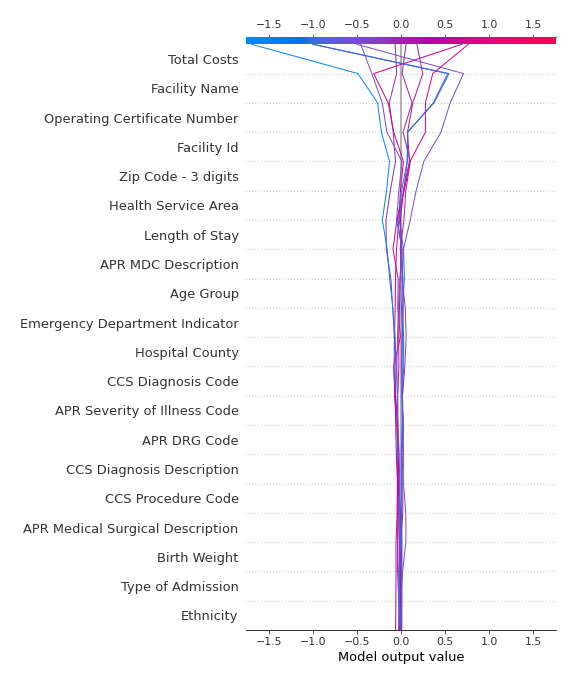 −1.5 −1.0 −0.5 0.0 0.5 1.0 1.5
Total Costs
Facility Name
Operating Certificate Number
Facility Id
Zip Code - 3 digits
Health Service Area
Length of Stay
APR MDC Description
Age Group
Emergency Department Indicator
Hospital County
CCS Diagnosis Code
APR Severity of Illness Code
APR DRG Code
CCS Diagnosis Description
CCS Procedure Code
APR Medical Surgical Description
Birth Weight
Type of Admission
Ethnicity
−1.5 −1.0 −0.5 0.0 0.5 1.0 1.5
Model output value